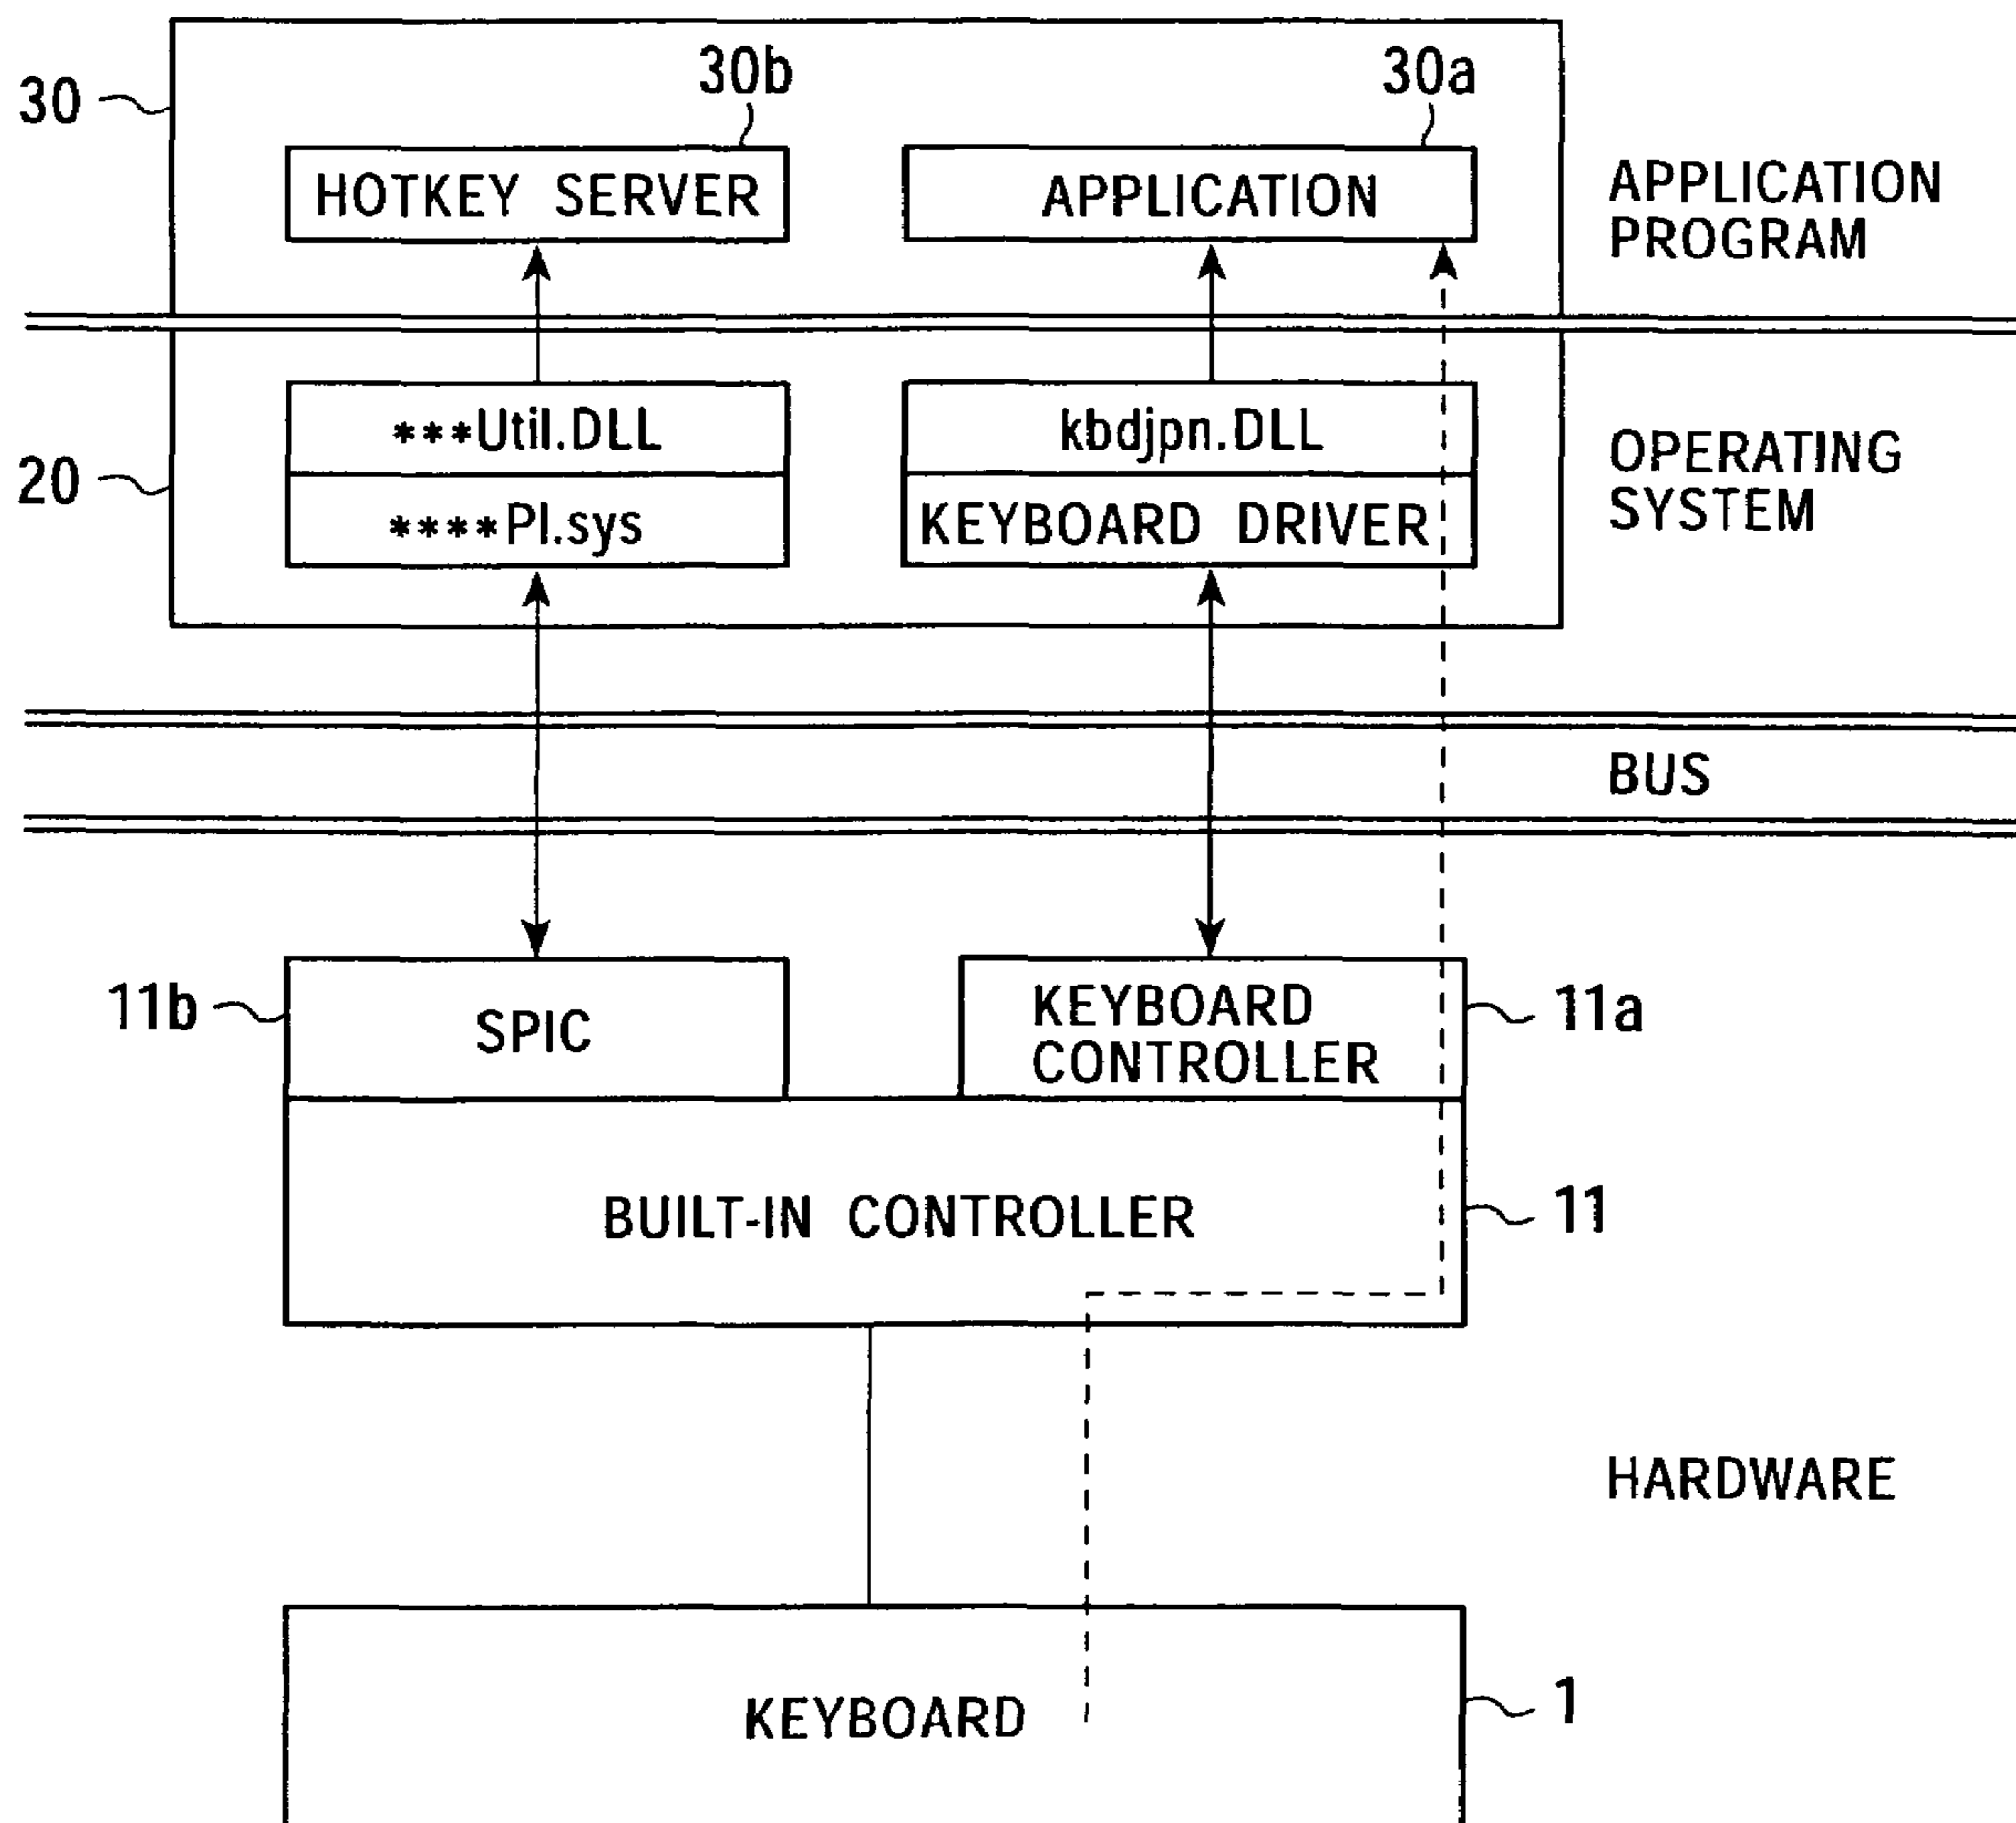 30b
30a
30
HOTKEY SERVER
APPLICATION
APPLICATION
PROGRAM
***Util.DLL
kbdjpn.DLL
20
****PI.sys
KEYBOARD DRIVER
OPERATING
SYSTEM
BUS
11b
SPIC
KEYBOARD
CONTROLLER
11a
BUILT-IN CONTROLLER
11
HARDWARE
KEYBOARD
1